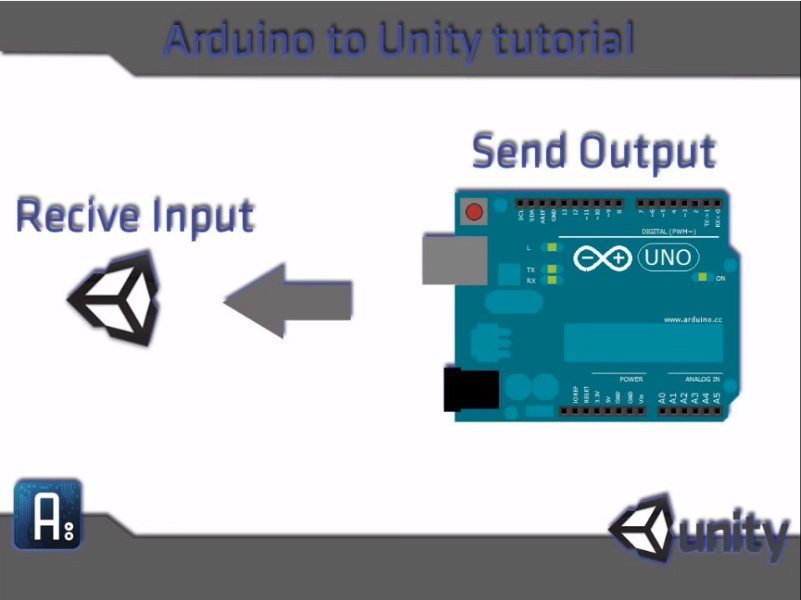 Arduino to Unity tutorial
Send Output
Recive Input
SCL
SDA
AREF
GND
13
12
~11
~10
~9
8
7
~6
~5
4
~3
2
TX→1
RX←0
DIGITAL (PWM~)
L
TX
RX
UNO
ON
www.arduino.cc
POWER
ANALOG IN
IOREF
RESET
3.3V
5V
GND
GND
Vin
A0
A1
A2
A3
A4
A5
A:
unity